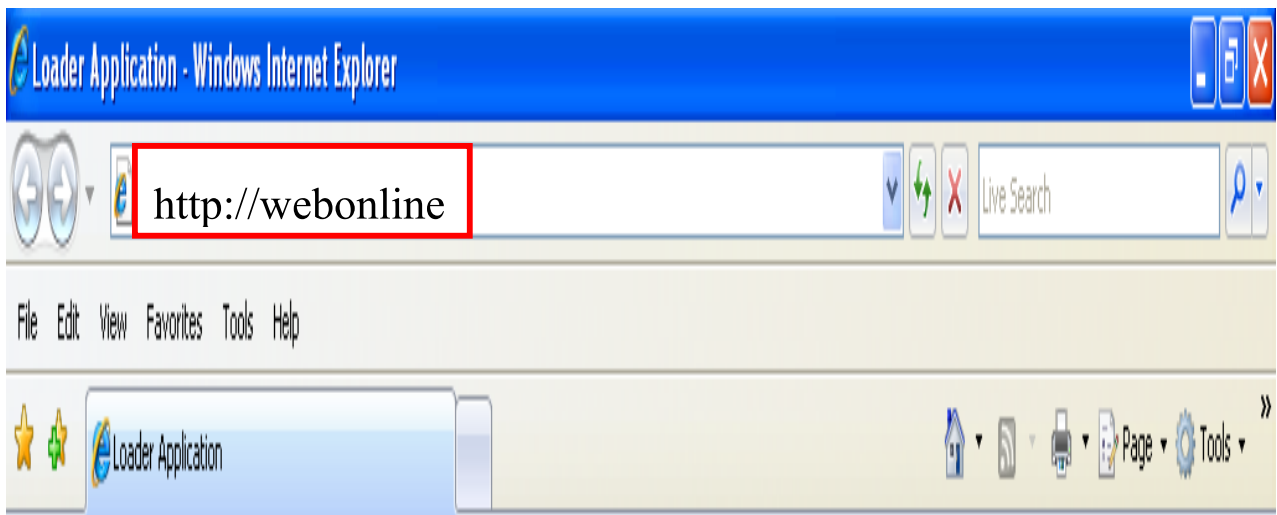 Loader Application - Windows Internet Explorer
http://webonline
Live Search
File Edit View Favorites Tools Help
Loader Application
Page Tools »